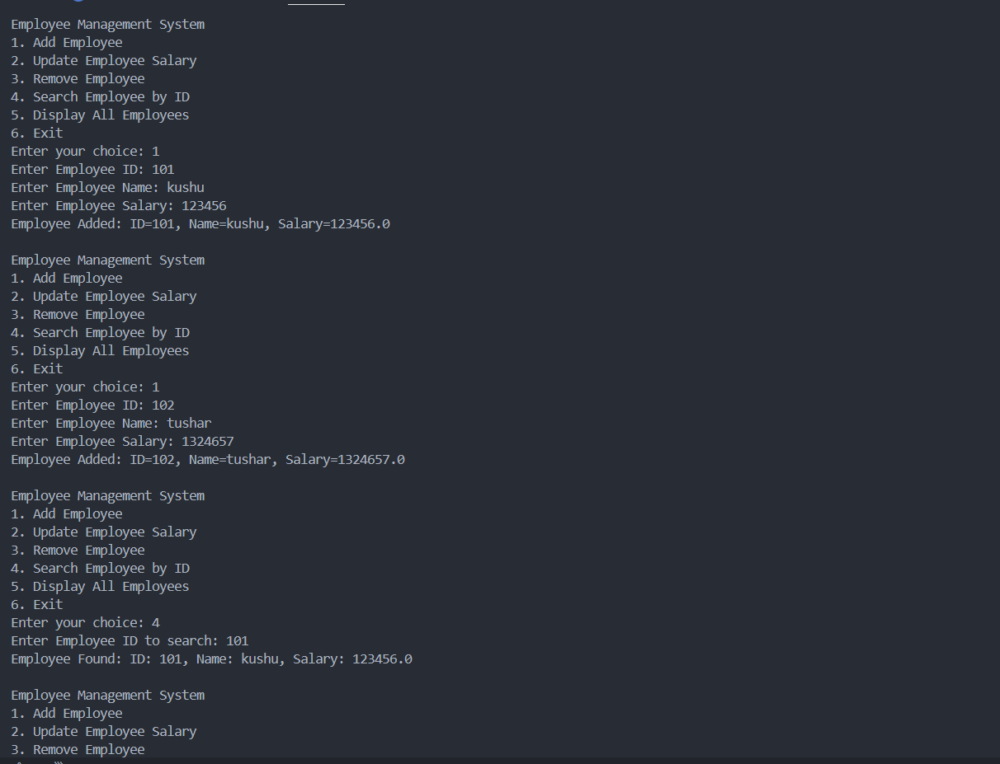 Employee Management System
1. Add Employee
2. Update Employee Salary
3. Remove Employee
4. Search Employee by ID
5. Display All Employees
6. Exit
Enter your choice: 1
Enter Employee ID: 101
Enter Employee Name: kushu
Enter Employee Salary: 123456
Employee Added: ID=101, Name=kushu, Salary=123456.0
Employee Management System
1. Add Employee
2. Update Employee Salary
3. Remove Employee
4. Search Employee by ID
5. Display All Employees
6. Exit
Enter your choice: 1
Enter Employee ID: 102
Enter Employee Name: tushar
Enter Employee Salary: 1324657
Employee Added: ID=102, Name=tushar, Salary=1324657.0
Employee Management System
1. Add Employee
2. Update Employee Salary
3. Remove Employee
4. Search Employee by ID
5. Display All Employees
6. Exit
Enter your choice: 4
Enter Employee ID to search: 101
Employee Found: ID: 101, Name: kushu, Salary: 123456.0
Employee Management System
1. Add Employee
2. Update Employee Salary
3. Remove Employee